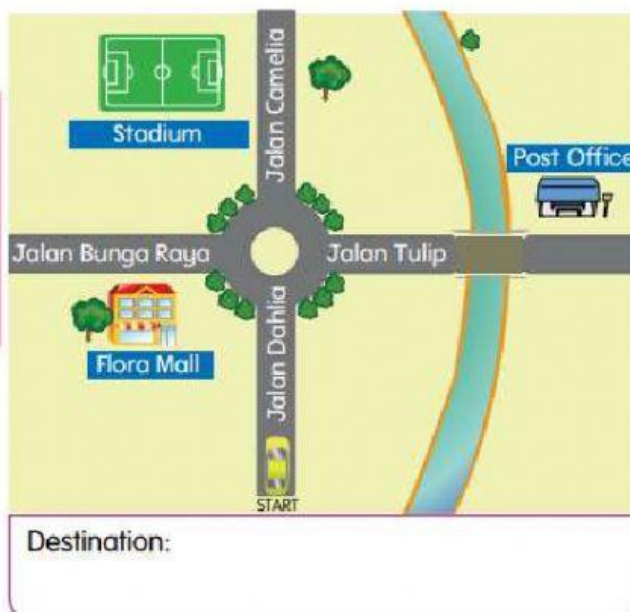 Stadium
Jalan Camelia
Post Office
Jalan Bunga Raya
Jalan Tulip
Flora Mall
Jalan Dahlia
START
Destination: